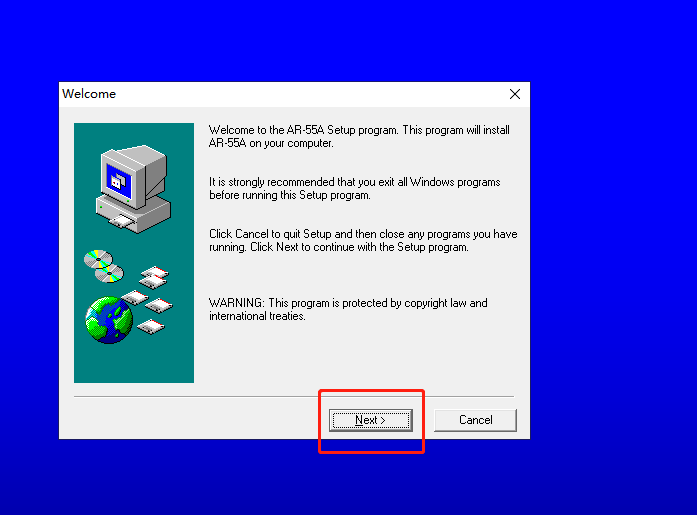 Welcome
Welcome to the AR-55A Setup program. This program will install
AR-55A on your computer.
It is strongly recommended that you exit all Windows programs
before running this Setup program.
Click Cancel to quit Setup and then close any programs you have
running. Click Next to continue with the Setup program.
WARNING: This program is protected by copyright law and
international treaties.
Next >
Cancel